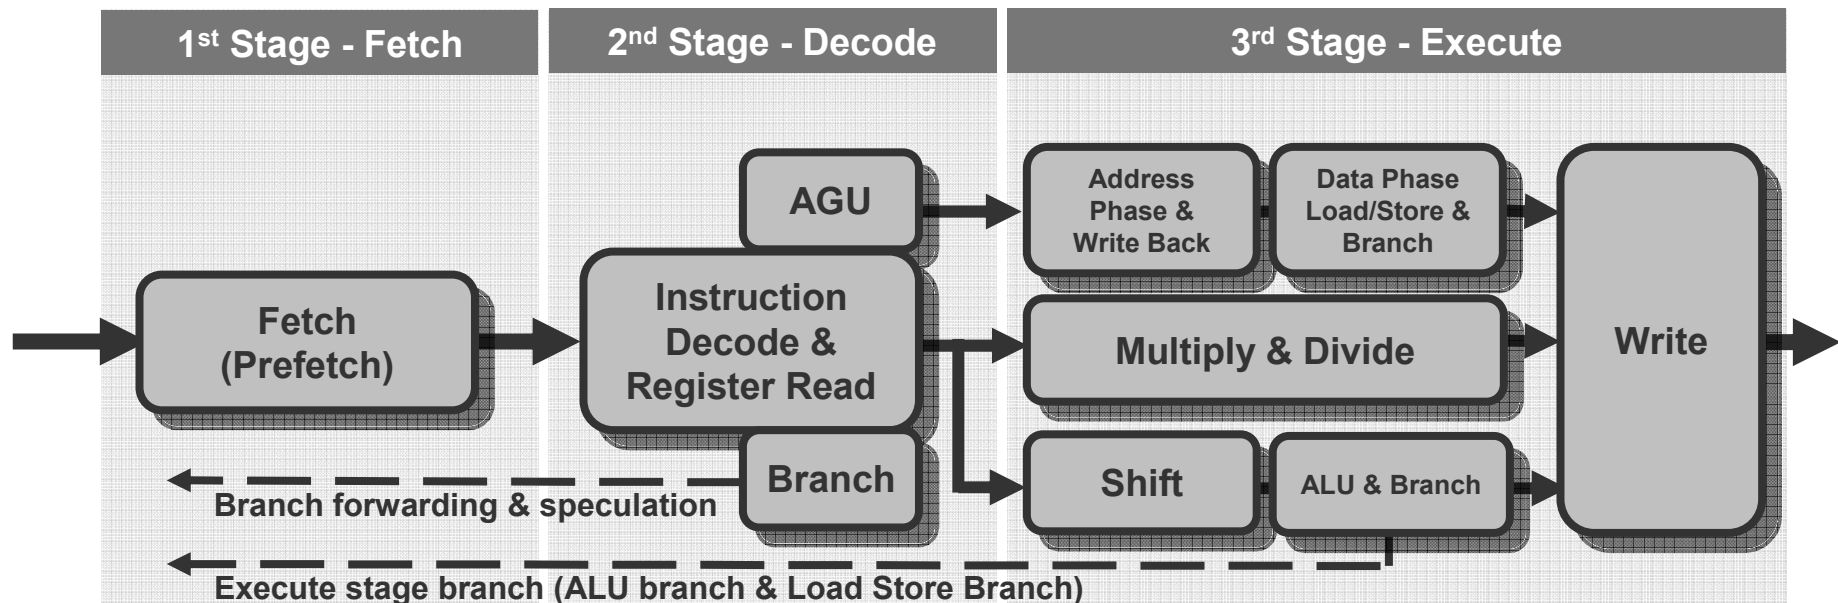 1st Stage - Fetch
2nd Stage - Decode
3rd Stage - Execute
AGU
Address
Phase &
Write Back
Data Phase
Load/Store &
Branch
Fetch
(Prefetch)
Instruction
Decode &
Register Read
Multiply & Divide
Write
Branch
Shift
ALU & Branch
Branch forwarding & speculation
Execute stage branch (ALU branch & Load Store Branch)